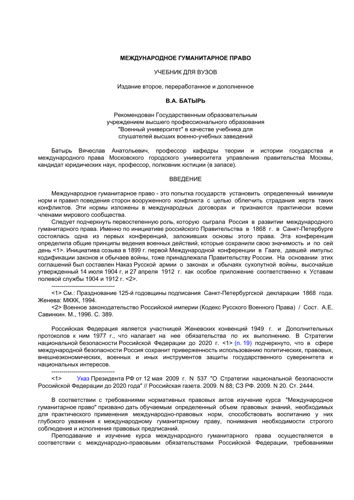 МЕЖДУНАРОДНОЕ ГУМАНИТАРНОЕ ПРАВО
УЧЕБНИК ДЛЯ ВУЗОВ
Издание второе, переработанное и дополненное
В.А. БАТЫРЬ
Рекомендован Государственным образовательным
учреждением высшего профессионального образования
"Военный университет" в качестве учебника для
слушателей высших военно-учебных заведений
Батырь Вячеслав Анатольевич, профессор кафедры теории и истории государства и
международного права Московского городского университета управления правительства Москвы,
кандидат юридических наук, профессор, полковник юстиции (в запасе).
ВВЕДЕНИЕ
Международное гуманитарное право - это попытка государств установить определенный минимум
норм и правил поведения сторон вооруженного конфликта с целью облегчить страдания жертв таких
конфликтов. Эти нормы изложены в международных договорах и признаются практически всеми
членами мирового сообщества.
Следует подчеркнуть первостепенную роль, которую сыграла Россия в развитии международного
гуманитарного права. Именно по инициативе российского Правительства в 1868 г. в Санкт-Петербурге
состоялась одна из первых конференций, заложивших основы этого права. Эта конференция
определила общие принципы ведения военных действий, которые сохранили свою значимость и по сей
день <1>. Инициатива созыва в 1899 г. первой Международной конференции в Гааге, давшей импульс
кодификации законов и обычаев войны, тоже принадлежала Правительству России. На основании этих
соглашений был составлен Наказ Русской армии о законах и обычаях сухопутной войны, высочайше
утвержденный 14 июля 1904 г. и 27 апреля 1912 г. как особое приложение соответственно к Уставам
полевой службы 1904 и 1912 г. <2>.
--------------------------------
<1> См.: Празднование 125-й годовщины подписания Санкт-Петербургской декларации 1868 года.
Женева: МККК, 1994.
<2> Военное законодательство Российской империи (Кодекс Русского Военного Права) / Сост. А.Е.
Савинкин. М., 1996. С. 389.
Российская Федерация является участницей Женевских конвенций 1949 г. и Дополнительных
протоколов к ним 1977 г., что налагает на нее обязательства по их выполнению. В Стратегии
национальной безопасности Российской Федерации до 2020 г. <1> (п. 19) подчеркнуто, что в сфере
международной безопасности Россия сохранит приверженность использованию политических, правовых,
внешнеэкономических, военных и иных инструментов защиты государственного суверенитета и
национальных интересов.
--------------------------------
<1> Указ Президента РФ от 12 мая 2009 г. N 537 "О Стратегии национальной безопасности
Российской Федерации до 2020 года" // Российская газета. 2009. N 88; СЗ РФ. 2009. N 20. Ст. 2444.
В соответствии с требованиями нормативных правовых актов изучение курса "Международное
гуманитарное право" призвано дать обучаемым определенный объем правовых знаний, необходимых
для практического применения международно-правовых норм, способствовать воспитанию у них
глубокого уважения к международному гуманитарному праву, понимания необходимости строгого
соблюдения и исполнения правовых предписаний.
Преподавание и изучение курса международного гуманитарного права осуществляется в
соответствии с международно-правовыми обязательствами Российской Федерации, требованиями